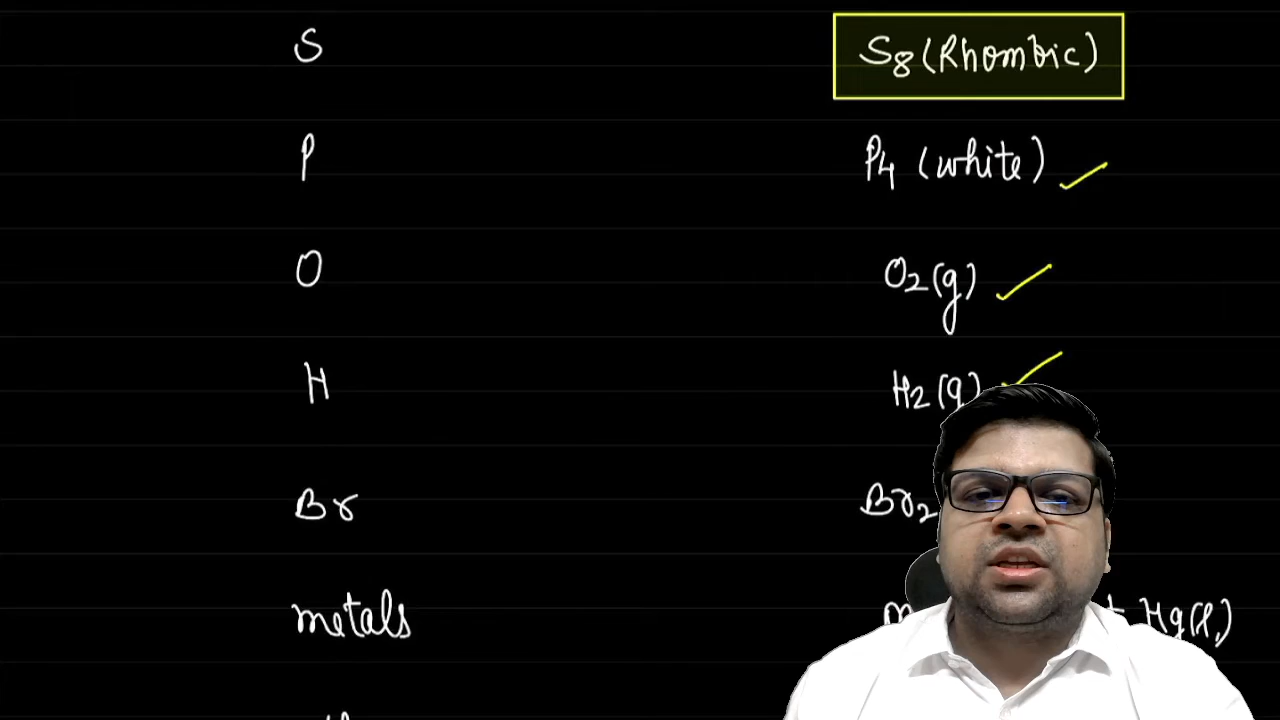 S S8 (Rhombic)
P P4 (white)
O O2(g)
H H2(g)
Br Br2
metals Hg(l)